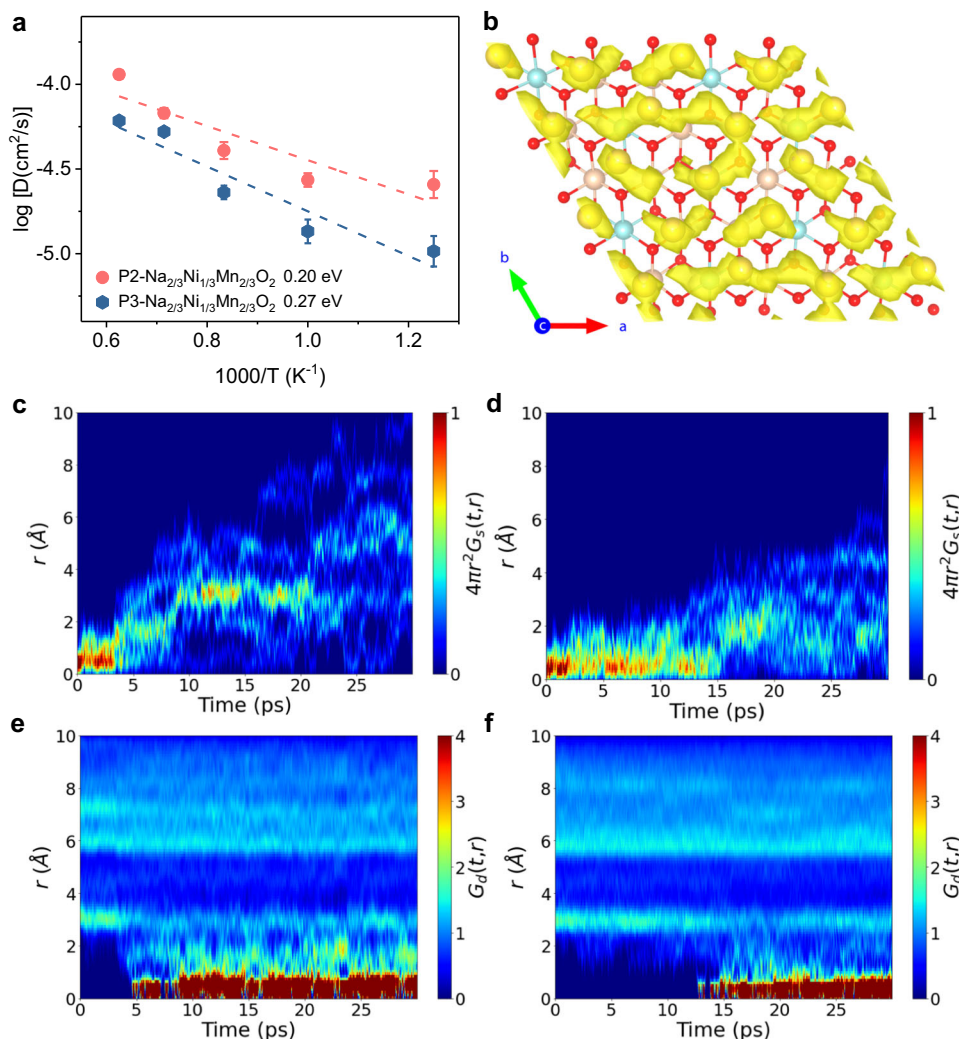 a
log [D(cm²/s)]
-4.0
-4.5
-5.0
P2-Na₂/₃Ni₁/₃Mn₂/₃O₂ 0.20 eV
P3-Na₂/₃Ni₁/₃Mn₂/₃O₂ 0.27 eV
0.6 0.8 1.0 1.2
1000/T (K⁻¹)
b
b
c
a
c
r (Å)
10
8
6
4
2
0
0 5 10 15 20 25
Time (ps)
1
0
4πr²Gₛ(t,r)
d
r (Å)
10
8
6
4
2
0
0 5 10 15 20 25
Time (ps)
1
0
4πr²Gₛ(t,r)
e
r (Å)
10
8
6
4
2
0
0 5 10 15 20 25
Time (ps)
4
3
2
1
0
G_d(t,r)
f
r (Å)
10
8
6
4
2
0
0 5 10 15 20 25
Time (ps)
4
3
2
1
0
G_d(t,r)